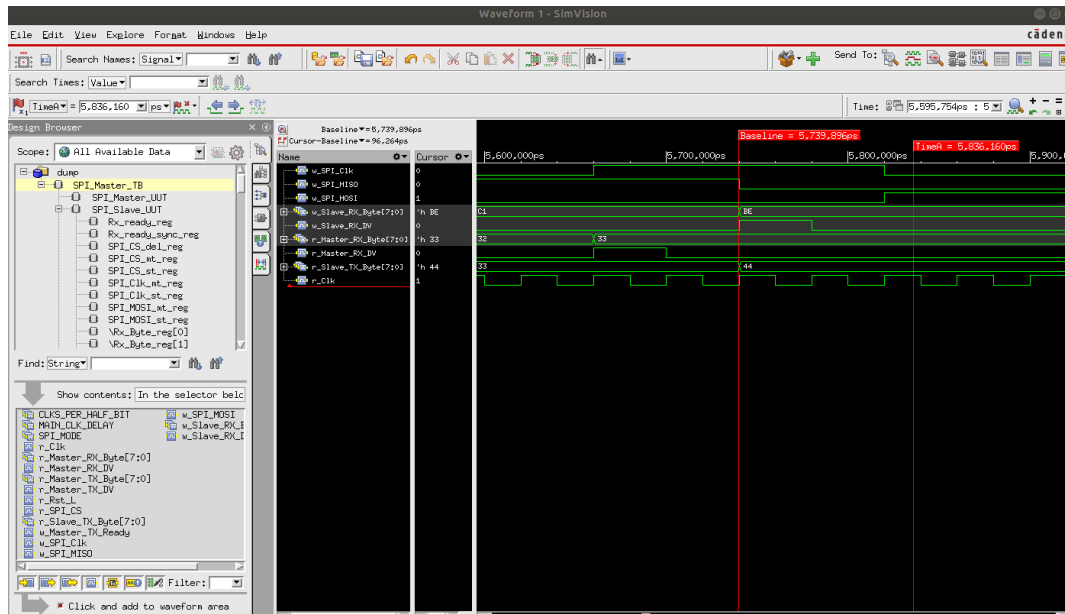 Waveform 1 - SimVision
File Edit View Explore Format Windows Help
cāden
Search Names: Signal
Send To:
Search Times: Value
TimeA = 5,836,160 ps
Time: 5,595,754ps : 5
Design Browser
Baseline = 5,739,896ps
Cursor-Baseline = 96,264ps
Scope: All Available Data
Name Cursor
Baseline = 5,739,896ps
TimeA = 5,836,160ps
5,600,000ps 5,700,000ps 5,800,000ps 5,900,
dump
SPI_Master_TB
SPI_Master_UUT
SPI_Slave_UUT
Rx_ready_reg
Rx_ready_sync_reg
SPI_CS_del_reg
SPI_CS_mt_reg
SPI_CS_st_reg
SPI_Clk_mt_reg
SPI_Clk_st_reg
SPI_MOSI_mt_reg
SPI_MOSI_st_reg
\Rx_Byte_reg[0]
\Rx_Byte_reg[1]
w_SPI_Clk 0
w_SPI_MISO 0
w_SPI_MOSI 1
w_Slave_RX_Byte[7:0] 'h BE C1 BE
w_Slave_RX_DV 0
r_Master_RX_Byte[7:0] 'h 33 32 33
r_Master_RX_DV 0
r_Slave_TX_Byte[7:0] 'h 44 33 44
r_Clk 1
Find: String
Show contents: In the selector belc
CLKS_PER_HALF_BIT w_SPI_MOSI
MAIN_CLK_DELAY w_Slave_RX_B
SPI_MODE w_Slave_RX_D
r_Clk
r_Master_RX_Byte[7:0]
r_Master_RX_DV
r_Master_TX_Byte[7:0]
r_Master_TX_DV
r_Rst_L
r_SPI_CS
r_Slave_TX_Byte[7:0]
w_Master_TX_Ready
w_SPI_Clk
w_SPI_MISO
Filter:
Click and add to waveform area